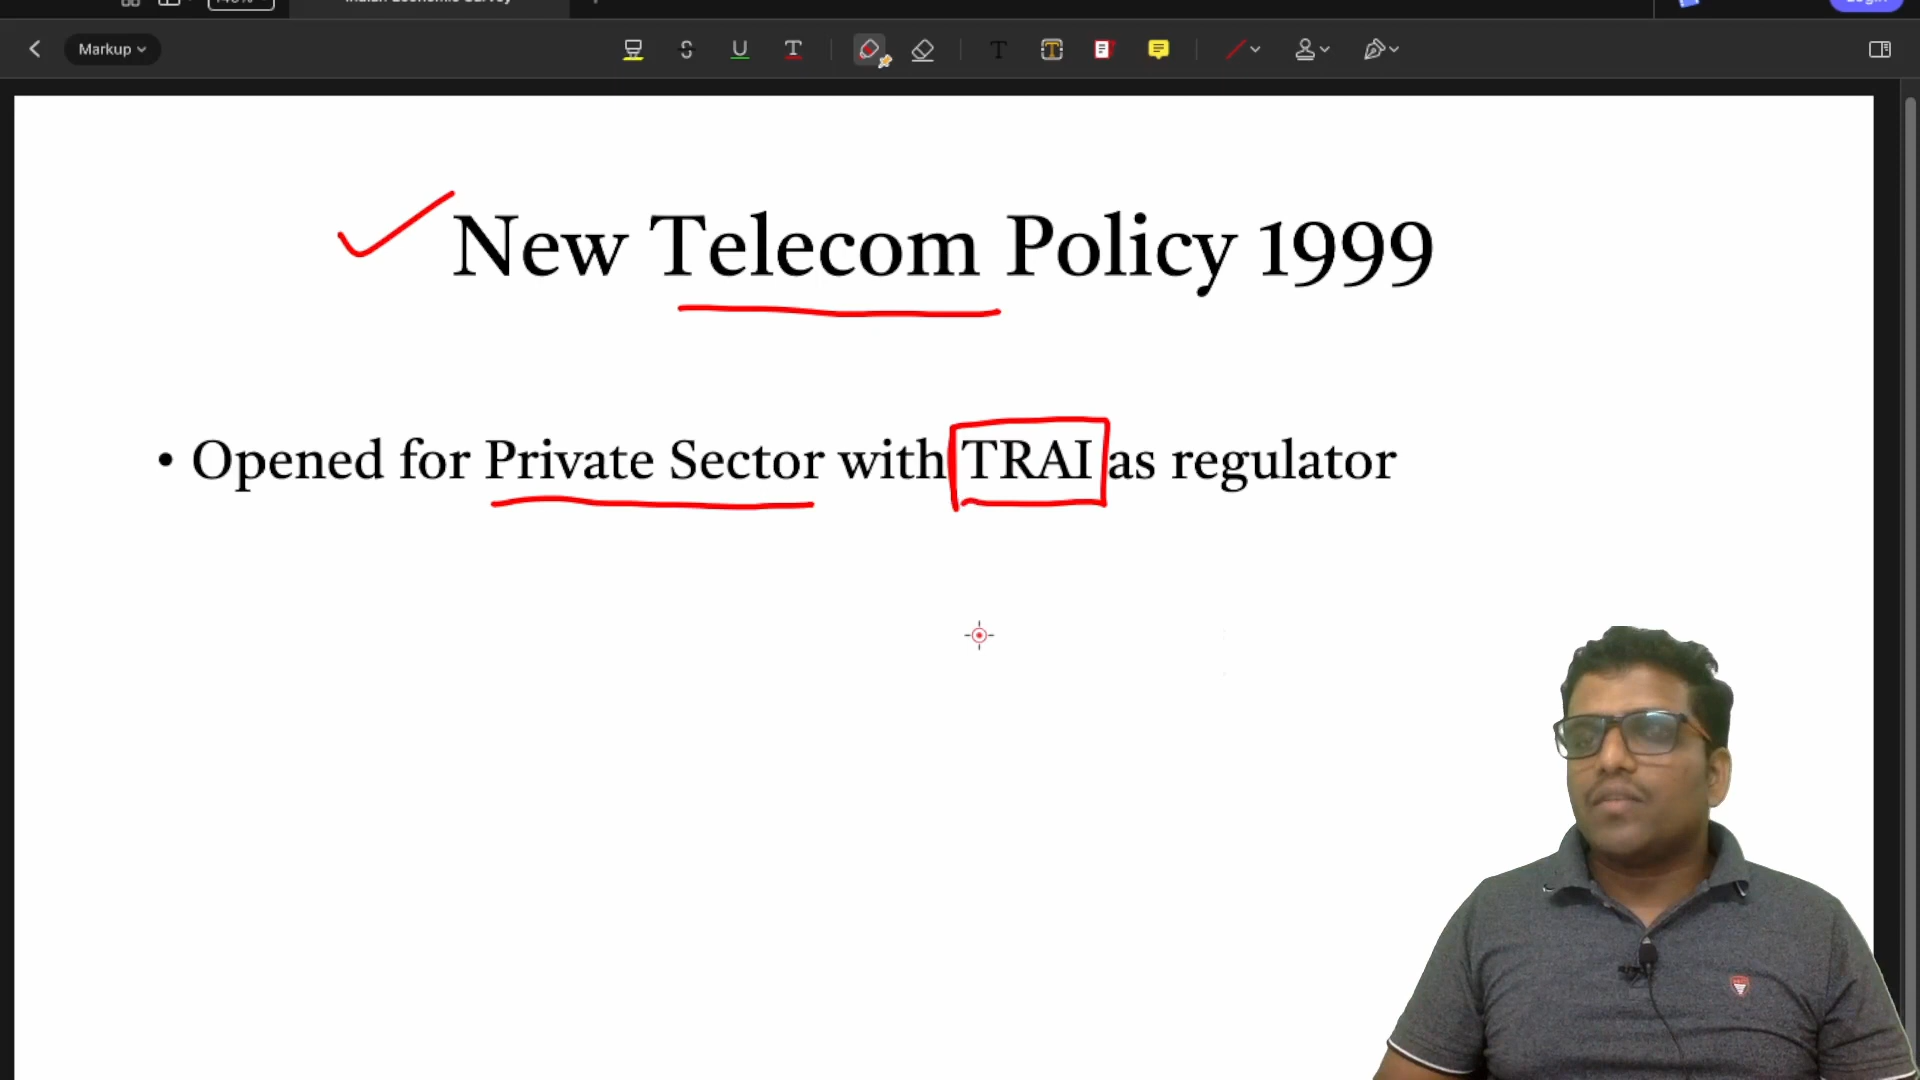 Markup
New Telecom Policy 1999
• Opened for Private Sector with TRAI as regulator